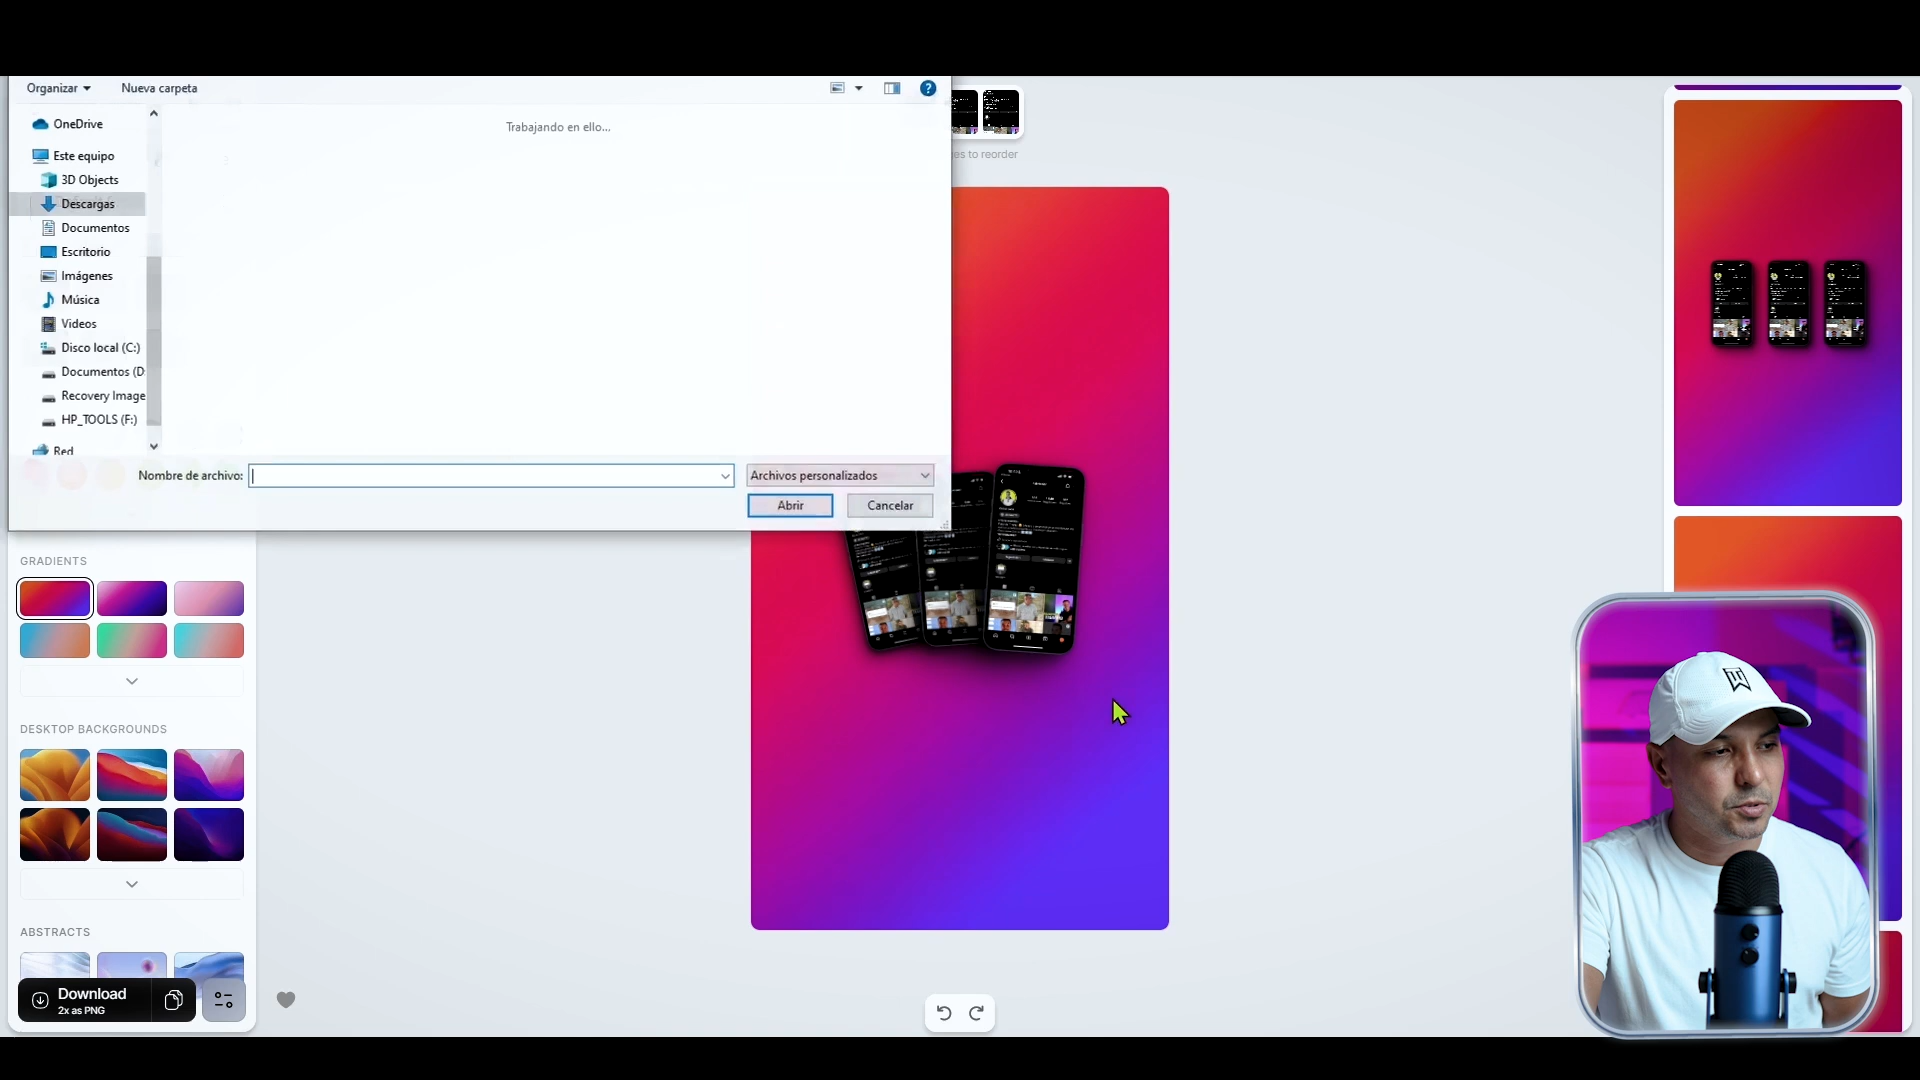 Organizar
Nueva carpeta
Trabajando en ello...
OneDrive
Este equipo
3D Objects
Descargas
Documentos
Escritorio
Imágenes
Música
Videos
Disco local (C:)
Documentos (D:
Recovery Image
HP_TOOLS (F:)
Red
Nombre de archivo:
Archivos personalizados
Abrir
Cancelar
es to reorder
GRADIENTS
DESKTOP BACKGROUNDS
ABSTRACTS
Download
2x as PNG